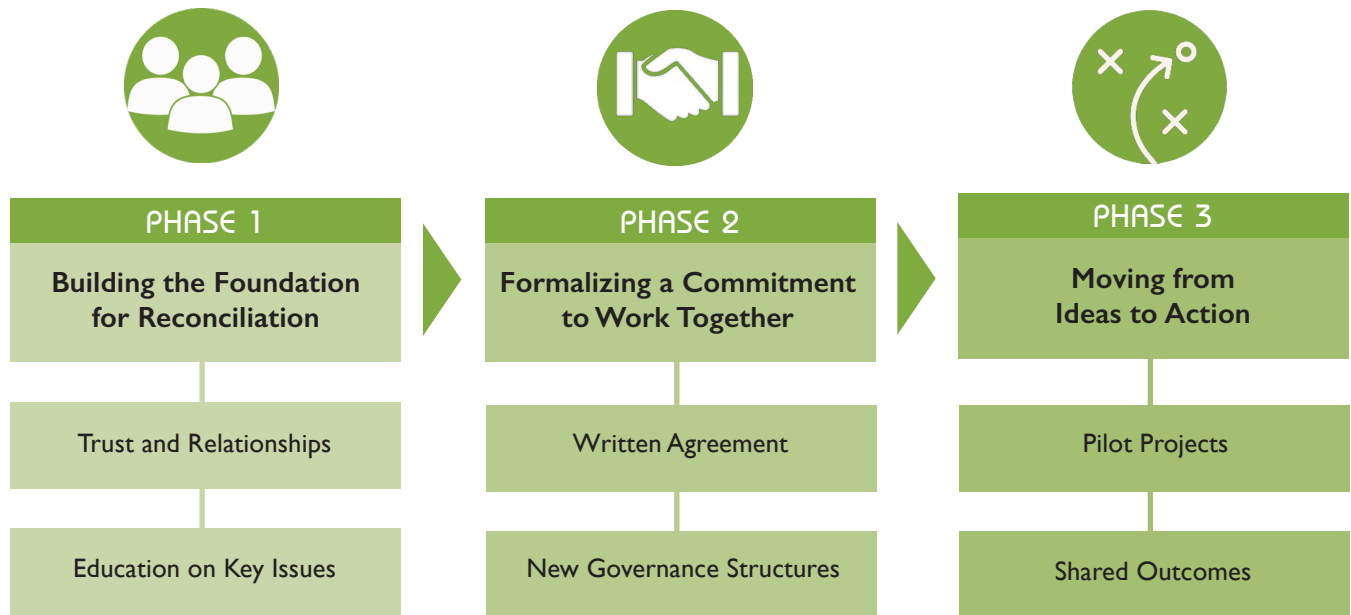 PHASE 1
Building the Foundation
for Reconciliation
Trust and Relationships
Education on Key Issues
PHASE 2
Formalizing a Commitment
to Work Together
Written Agreement
New Governance Structures
PHASE 3
Moving from
Ideas to Action
Pilot Projects
Shared Outcomes